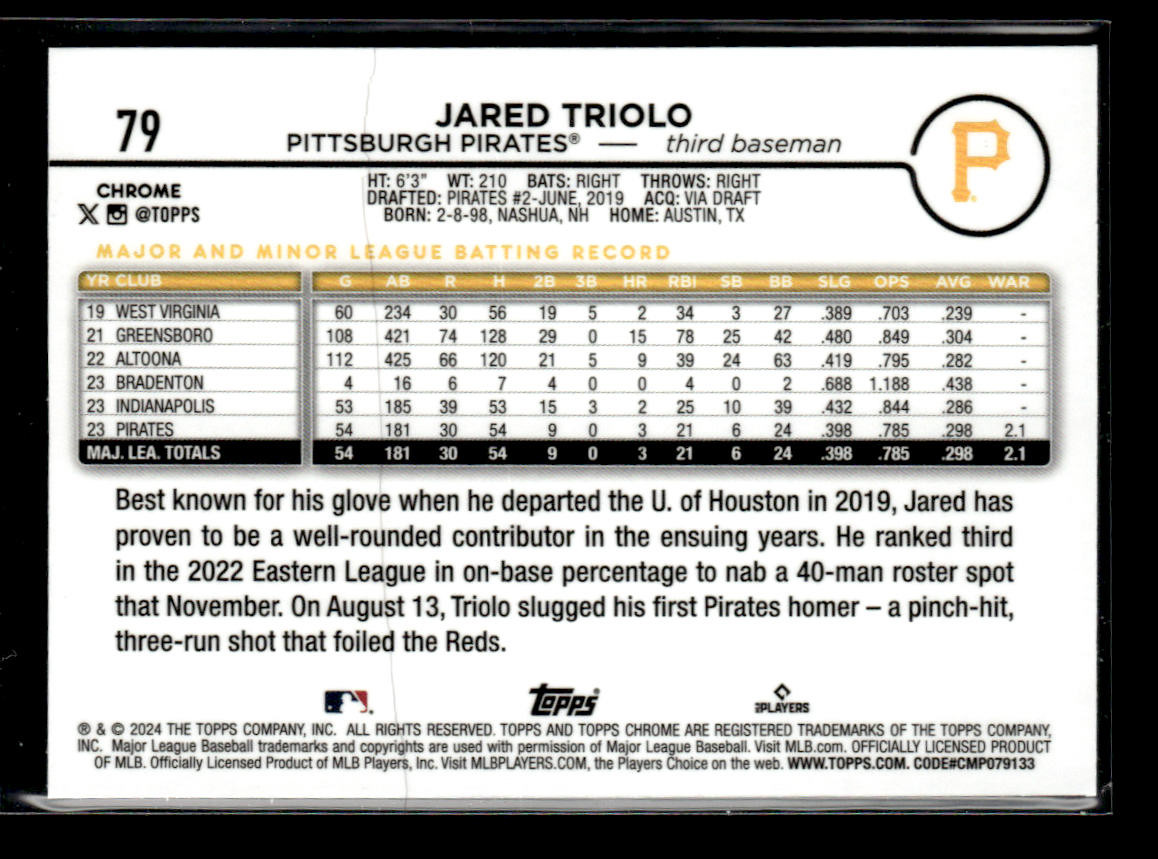 79
JARED TRIOLO
PITTSBURGH PIRATES® — third baseman
P
CHROME
@TOPPS
HT: 6'3" WT: 210 BATS: RIGHT THROWS: RIGHT
DRAFTED: PIRATES #2-JUNE, 2019 ACQ: VIA DRAFT
BORN: 2-8-98, NASHUA, NH HOME: AUSTIN, TX
MAJOR AND MINOR LEAGUE BATTING RECORD
YR CLUB G AB R H 2B 3B HR RBI SB BB SLG OPS AVG WAR
19 WEST VIRGINIA 60 234 30 56 19 5 2 34 3 27 .389 .703 .239 -
21 GREENSBORO 108 421 74 128 29 0 15 78 25 42 .480 .849 .304 -
22 ALTOONA 112 425 66 120 21 5 9 39 24 63 .419 .795 .282 -
23 BRADENTON 4 16 6 7 4 0 0 4 0 2 .688 1.188 .438 -
23 INDIANAPOLIS 53 185 39 53 15 3 2 25 10 39 .432 .844 .286 -
23 PIRATES 54 181 30 54 9 0 3 21 6 24 .398 .785 .298 2.1
MAJ. LEA. TOTALS 54 181 30 54 9 0 3 21 6 24 .398 .785 .298 2.1
Best known for his glove when he departed the U. of Houston in 2019, Jared has
proven to be a well-rounded contributor in the ensuing years. He ranked third
in the 2022 Eastern League in on-base percentage to nab a 40-man roster spot
that November. On August 13, Triolo slugged his first Pirates homer – a pinch-hit,
three-run shot that foiled the Reds.
Topps®
PLAYERS
® & © 2024 THE TOPPS COMPANY, INC. ALL RIGHTS RESERVED. TOPPS AND TOPPS CHROME ARE REGISTERED TRADEMARKS OF THE TOPPS COMPANY,
INC. Major League Baseball trademarks and copyrights are used with permission of Major League Baseball. Visit MLB.com. OFFICIALLY LICENSED PRODUCT
OF MLB. Officially Licensed Product of MLB Players, Inc. Visit MLBPLAYERS.COM, the Players Choice on the web. WWW.TOPPS.COM. CODE#CMP079133